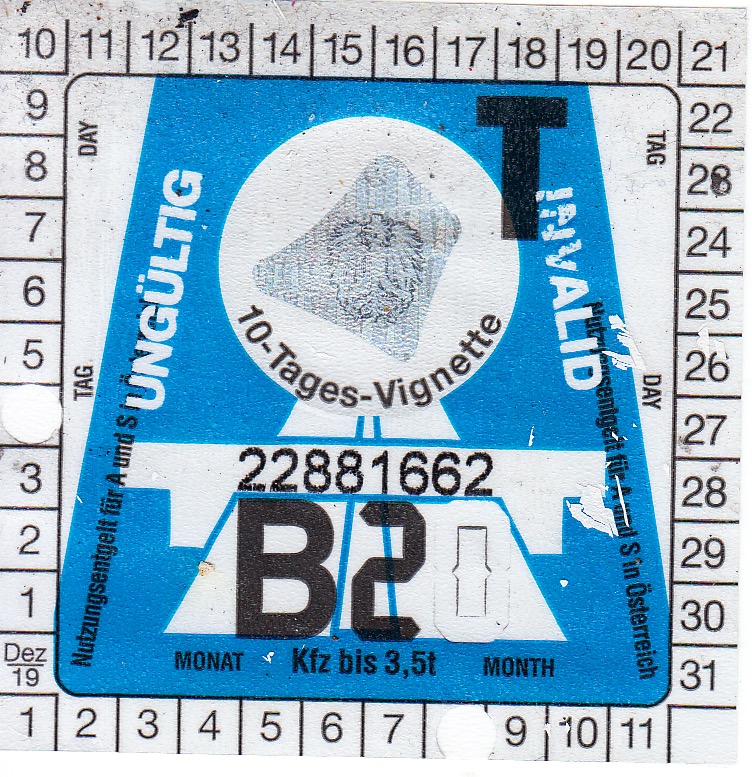 10 11 12 13 14 15 16 17 18 19 20 21
9
8
7
6
5
3
2
1
Dez
19
22
23
24
25
26
27
28
29
30
31
1 2 3 4 5 6 7 9 10 11
DAY
TAG
TAG
DAY
T
UNGÜLTIG
INVALID
10-Tages-Vignette
Nutzungsentgelt für A und S in Österreich
22881662
B2
MONAT Kfz bis 3,5t MONTH